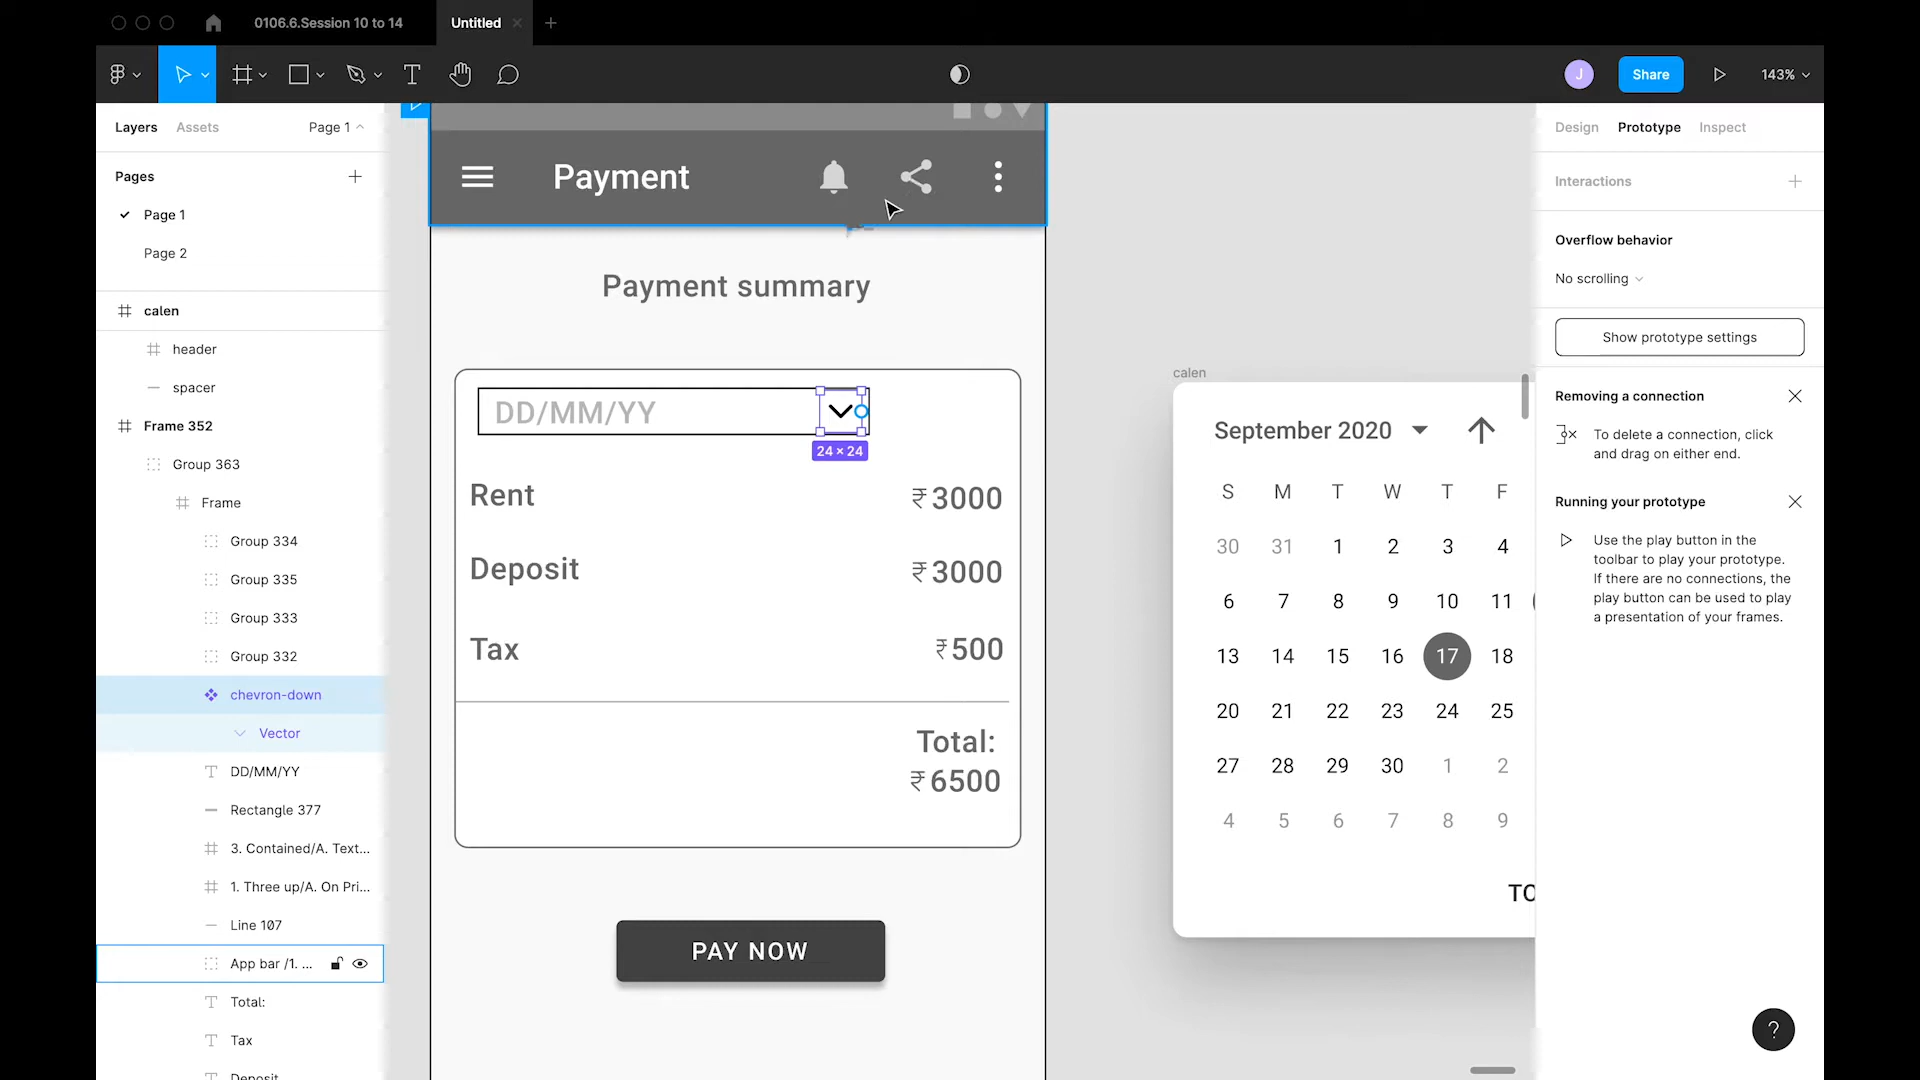 0106.6.Session 10 to 14
Untitled
J
Share
143%
Layers
Assets
Page 1
Pages
Page 1
Page 2
calen
header
spacer
Frame 352
Group 363
Frame
Group 334
Group 335
Group 333
Group 332
chevron-down
Vector
DD/MM/YY
Rectangle 377
3. Contained/A. Text...
1. Three up/A. On Pri...
Line 107
App bar /1. ...
Total:
Tax
Deposit
Payment
Payment summary
DD/MM/YY
24 × 24
Rent
₹3000
Deposit
₹3000
Tax
₹500
Total:
₹6500
PAY NOW
calen
September 2020
S M T W T F
30 31 1 2 3 4
6 7 8 9 10 11
13 14 15 16 17 18
20 21 22 23 24 25
27 28 29 30 1 2
4 5 6 7 8 9
TO
Design
Prototype
Inspect
Interactions
Overflow behavior
No scrolling
Show prototype settings
Removing a connection
To delete a connection, click
and drag on either end.
Running your prototype
Use the play button in the
toolbar to play your prototype.
If there are no connections, the
play button can be used to play
a presentation of your frames.
?